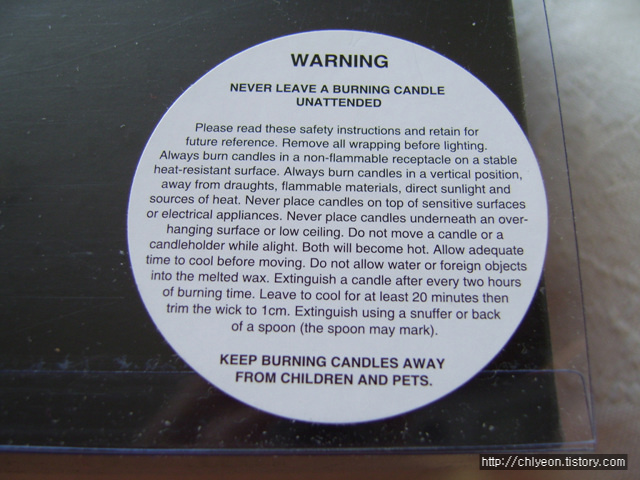 WARNING
NEVER LEAVE A BURNING CANDLE
UNATTENDED
Please read these safety instructions and retain for
future reference. Remove all wrapping before lighting.
Always burn candles in a non-flammable receptacle on a stable
heat-resistant surface. Always burn candles in a vertical position,
away from draughts, flammable materials, direct sunlight and
sources of heat. Never place candles on top of sensitive surfaces
or electrical appliances. Never place candles underneath an over-
hanging surface or low ceiling. Do not move a candle or a
candleholder while alight. Both will become hot. Allow adequate
time to cool before moving. Do not allow water or foreign objects
into the melted wax. Extinguish a candle after every two hours
of burning time. Leave to cool for at least 20 minutes then
trim the wick to 1cm. Extinguish using a snuffer or back
of a spoon (the spoon may mark).
KEEP BURNING CANDLES AWAY
FROM CHILDREN AND PETS.
http://chlyeon.tistory.com